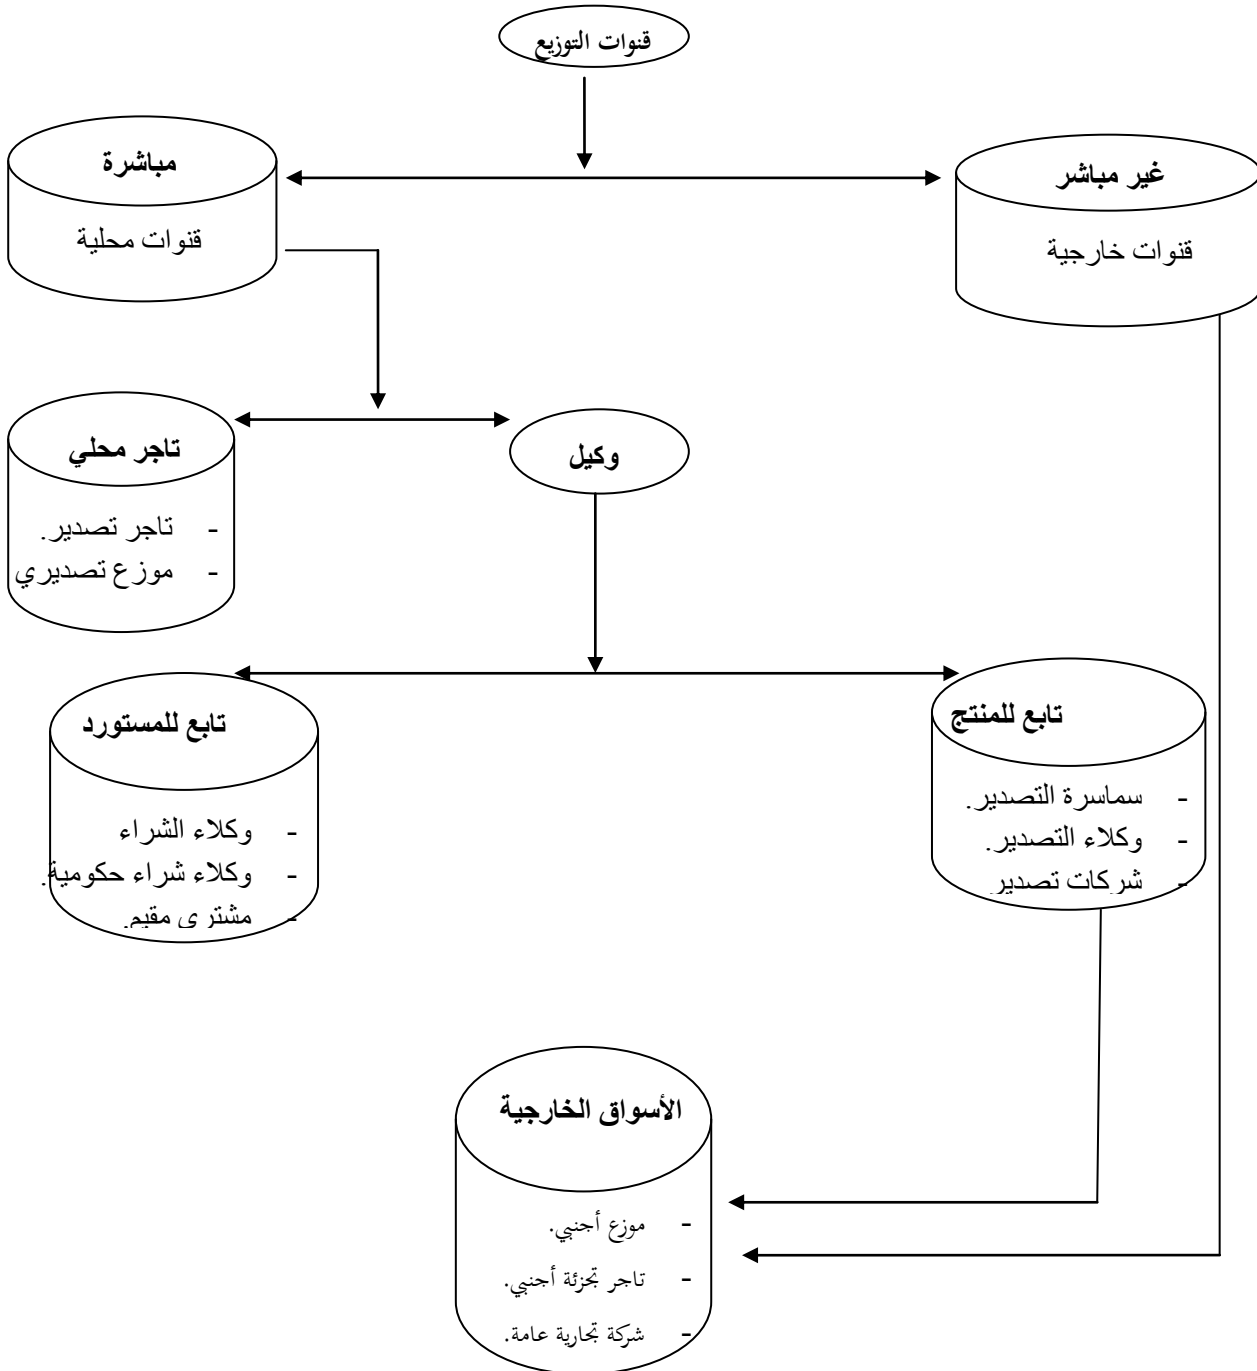 قنوات التوزيع
غير مباشر
قنوات خارجية
مباشرة
قنوات محلية
وكيل
تاجر محلي
- تاجر تصدير.
- موزع تصديري
تابع للمنتج
- سماسرة التصدير.
- وكلاء التصدير.
- شركات تصدير
تابع للمستورد
- وكلاء الشراء
- وكلاء شراء حكومية.
- مشتري مقيم.
الأسواق الخارجية
- موزع أجنبي.
- تاجر تجزئة أجنبي.
- شركة تجارية عامة.